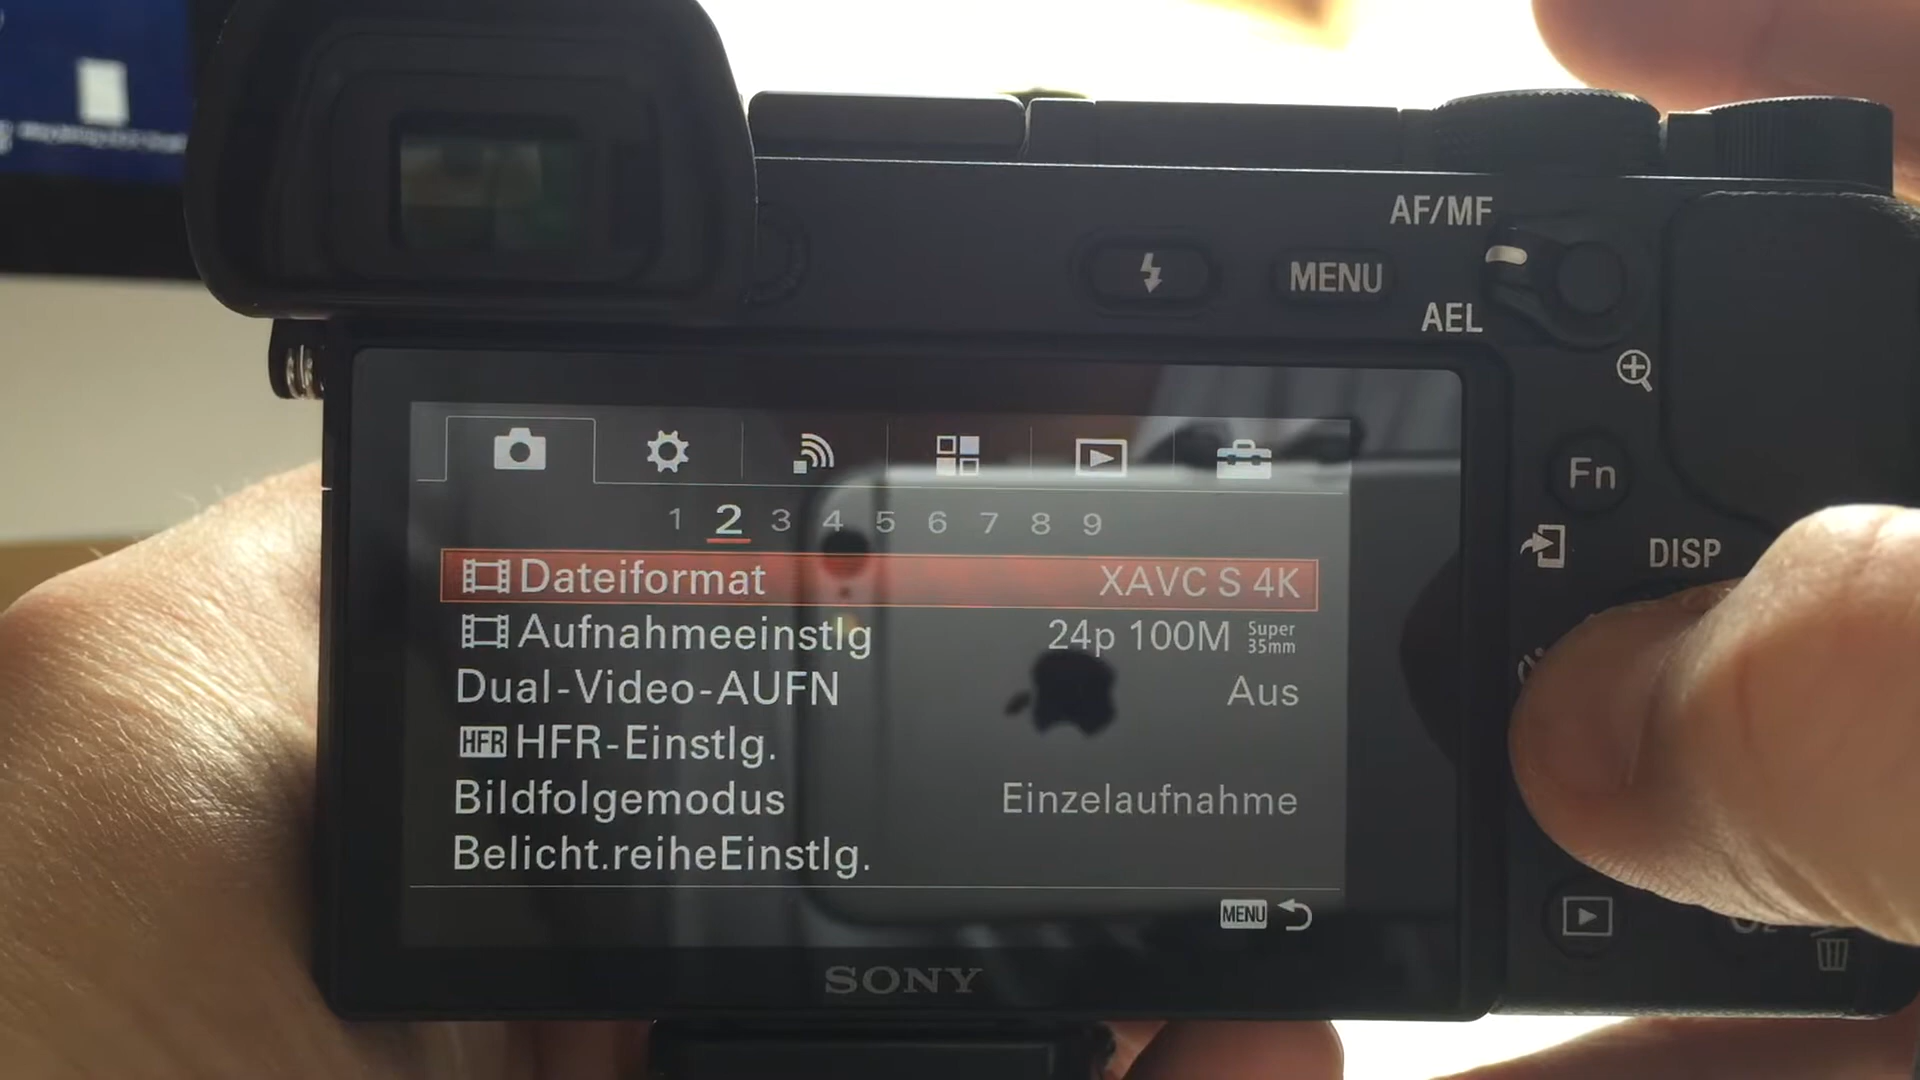 AF/MF
MENU
AEL
Fn
DISP
1 2 3 4 5 6 7 8 9
Dateiformat XAVC S 4K
Aufnahmeeinstlg 24p 100M Super 35mm
Dual-Video-AUFN Aus
HFR HFR-Einstlg.
Bildfolgemodus Einzelaufnahme
Belicht.reiheEinstlg.
MENU
SONY